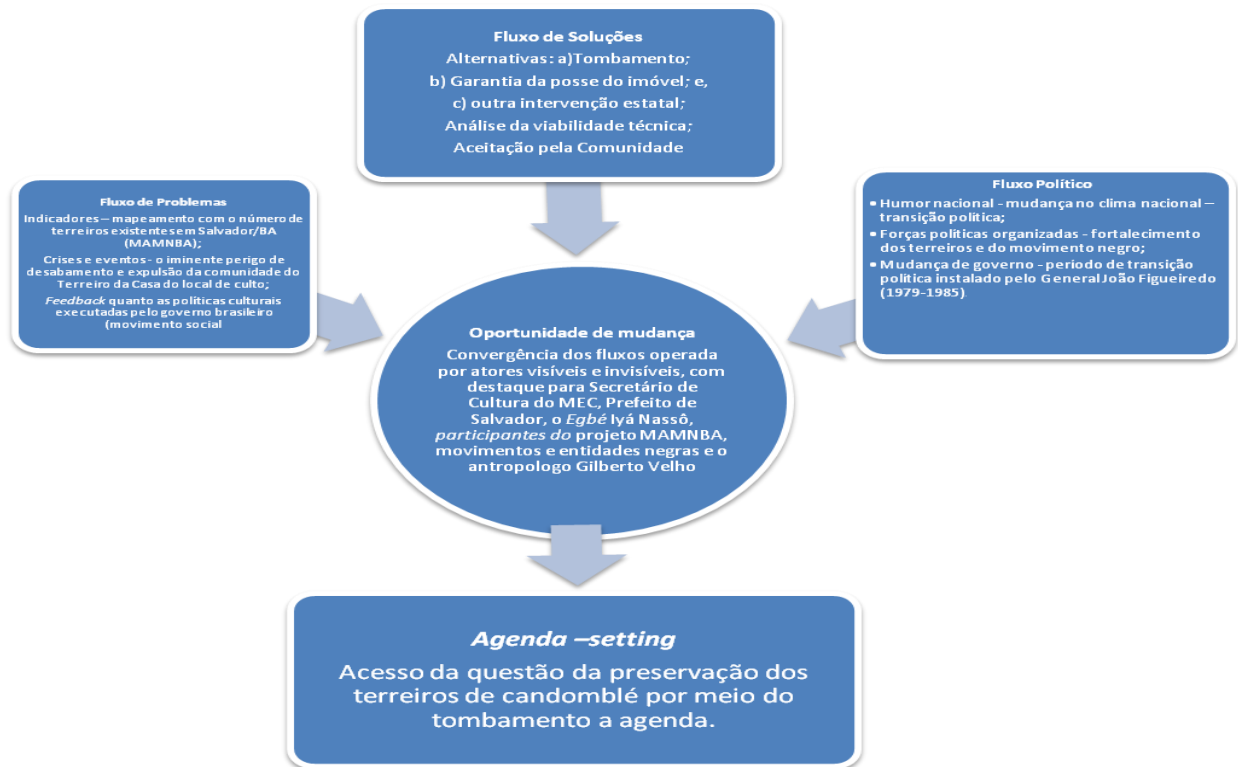 Fluxo de Soluções
Alternativas: a)Tombamento;
b) Garantia da posse do imóvel; e,
c) outra intervenção estatal;
Análise da viabilidade técnica;
Aceitação pela Comunidade
Fluxo de Problemas
Indicadores – mapeamento com o número de
terreiros existentes em Salvador/BA
(MAMNBA);
Crises e eventos - o iminente perigo de
desabamento e expulsão da comunidade do
Terreiro da Casa do local de culto;
Feedback quanto as políticas culturais
executadas pelo governo brasileiro
(movimento social
Fluxo Político
▪ Humor nacional - mudança no clima nacional –
transição política;
▪ Forças políticas organizadas - fortalecimento
dos terreiros e do movimento negro;
▪ Mudança de governo - periodo de transição
política instalado pelo General João Figueiredo
(1979-1985)
Oportunidade de mudança
Convergência dos fluxos operada
por atores visíveis e invisíveis, com
destaque para Secretário de
Cultura do MEC, Prefeito de
Salvador, o Egbé Iyá Nassô,
participantes do projeto MAMNBA,
movimentos e entidades negras e o
antropologo Gilberto Velho
Agenda –setting
Acesso da questão da preservação dos
terreiros de candomblé por meio do
tombamento a agenda.